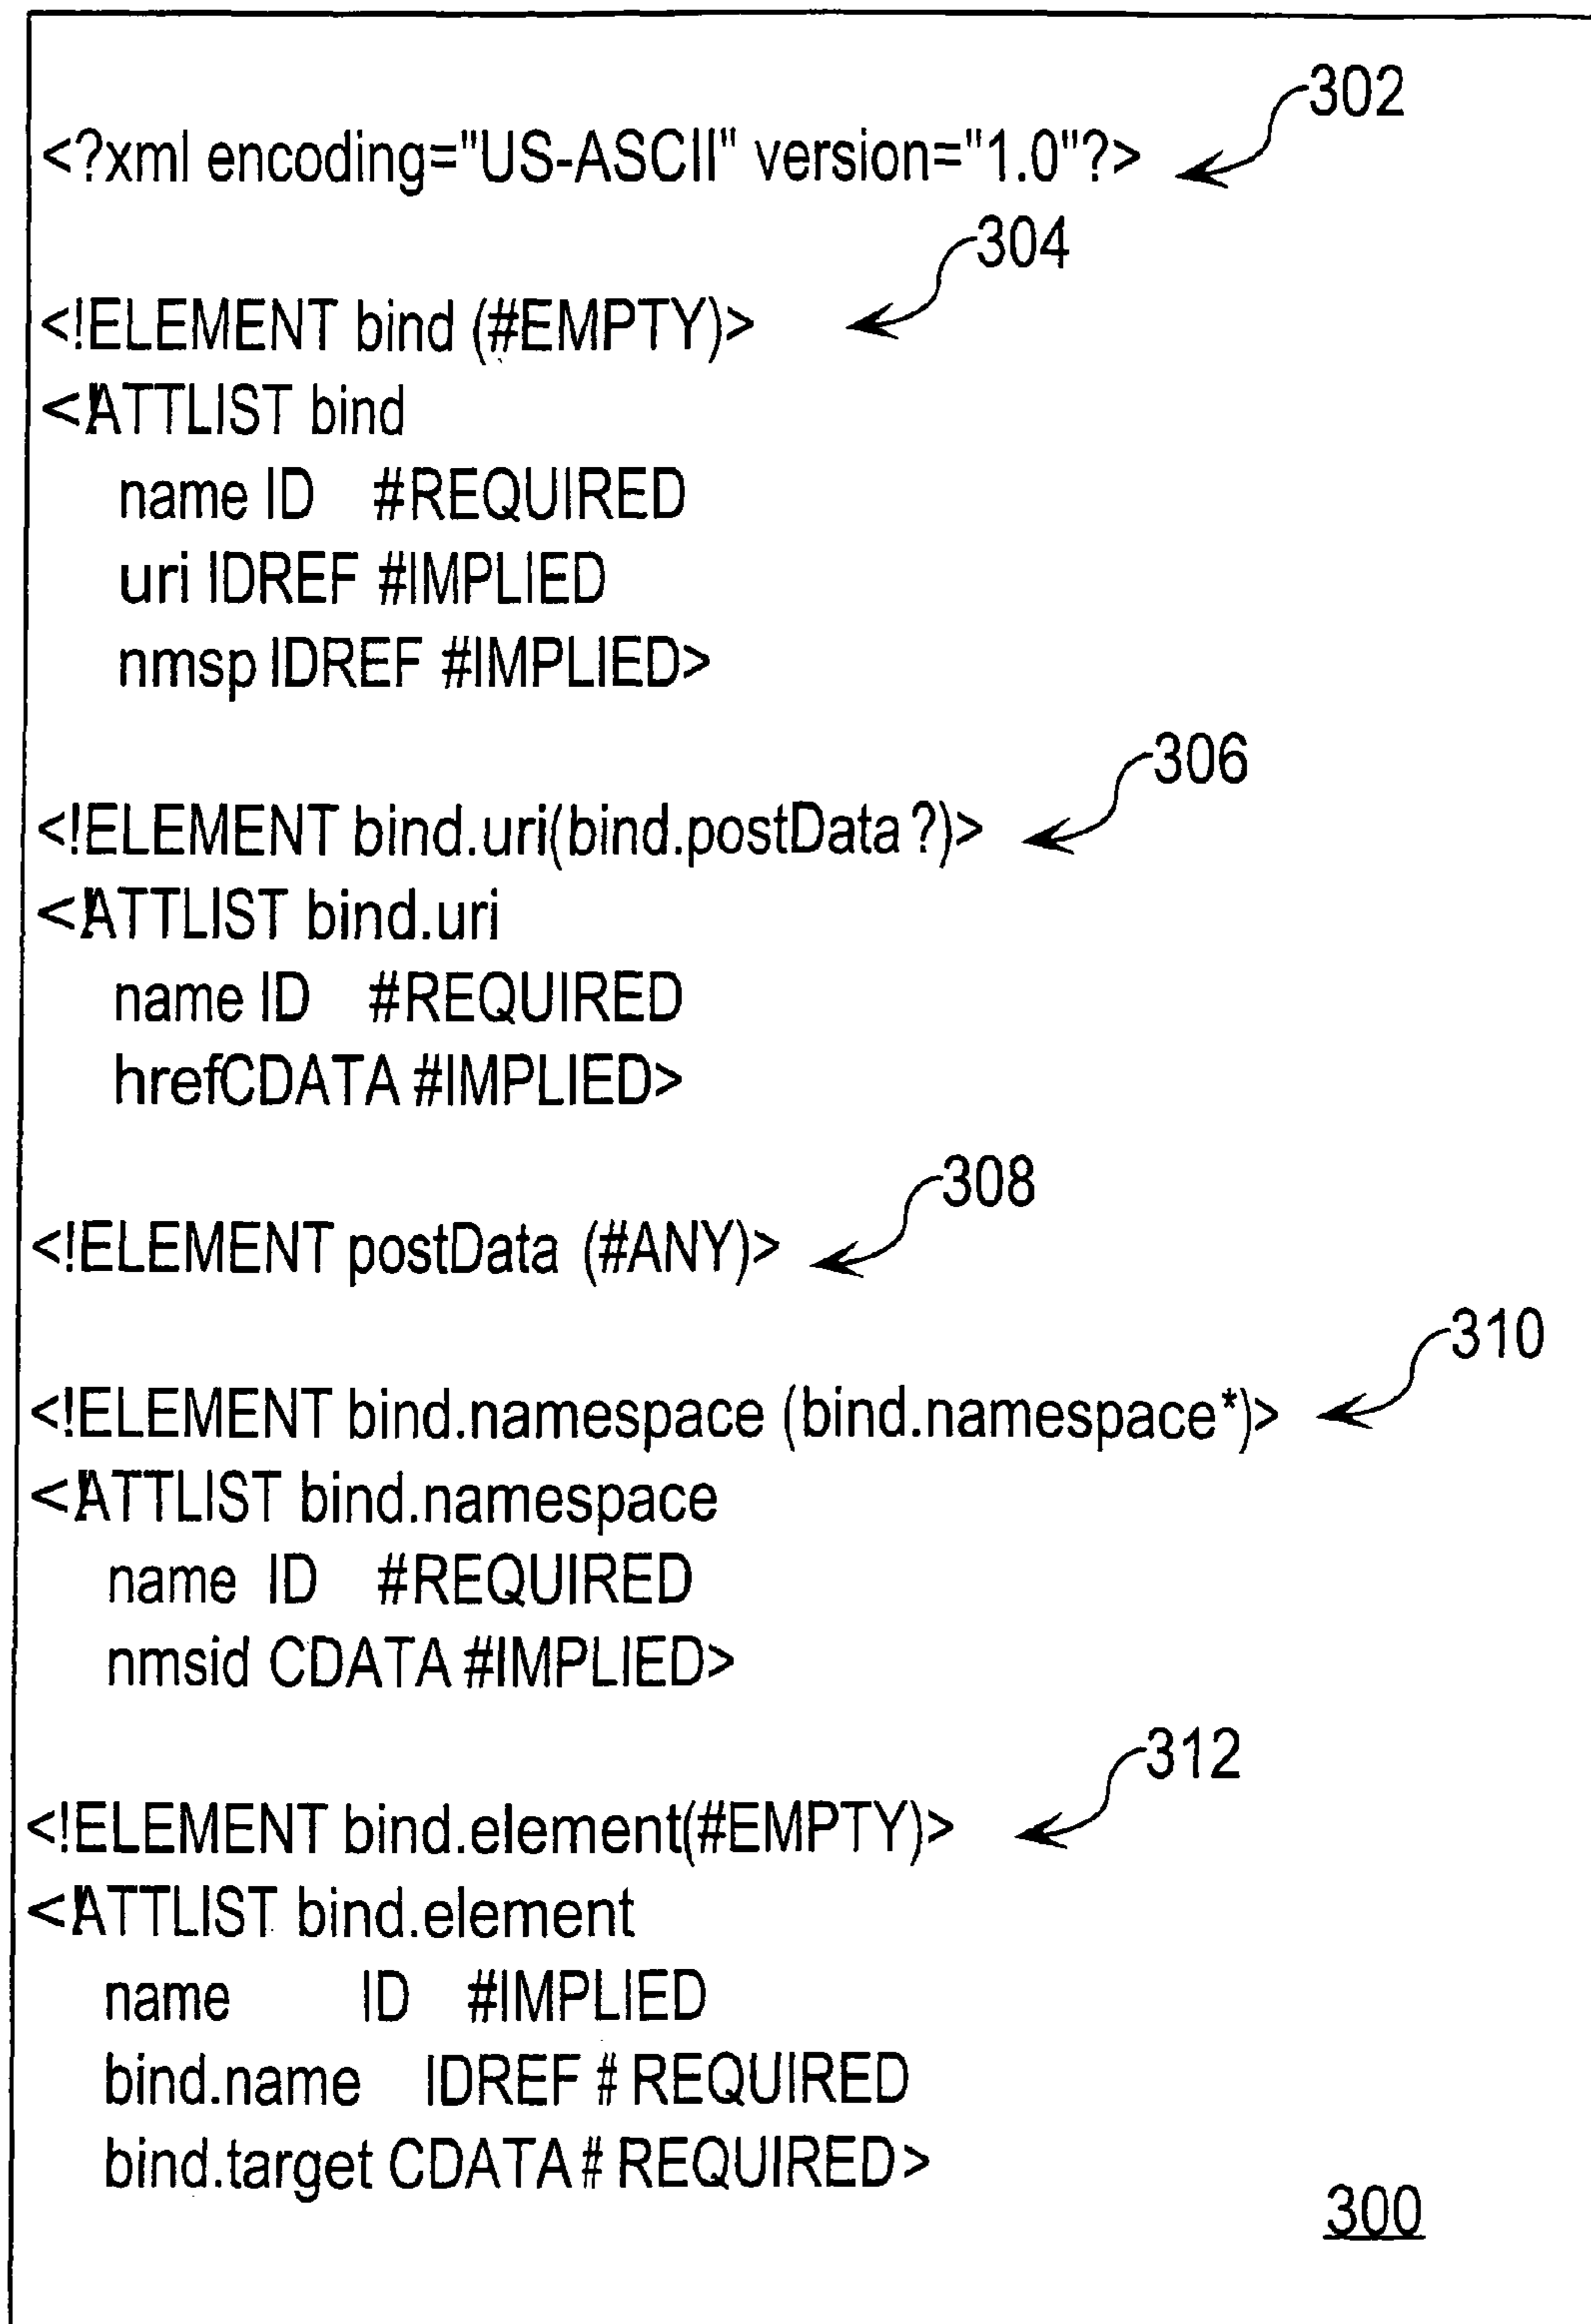 302
<?xml encoding="US-ASCII" version="1.0"?>
304
<!ELEMENT bind (#EMPTY)>
<!ATTLIST bind
name ID #REQUIRED
uri IDREF #IMPLIED
nmsp IDREF #IMPLIED>
306
<!ELEMENT bind.uri(bind.postData ?)>
<!ATTLIST bind.uri
name ID #REQUIRED
hrefCDATA #IMPLIED>
308
<!ELEMENT postData (#ANY)>
310
<!ELEMENT bind.namespace (bind.namespace*)>
<!ATTLIST bind.namespace
name ID #REQUIRED
nmsid CDATA #IMPLIED>
312
<!ELEMENT bind.element(#EMPTY)>
<!ATTLIST bind.element
name ID #IMPLIED
bind.name IDREF # REQUIRED
bind.target CDATA # REQUIRED>
300